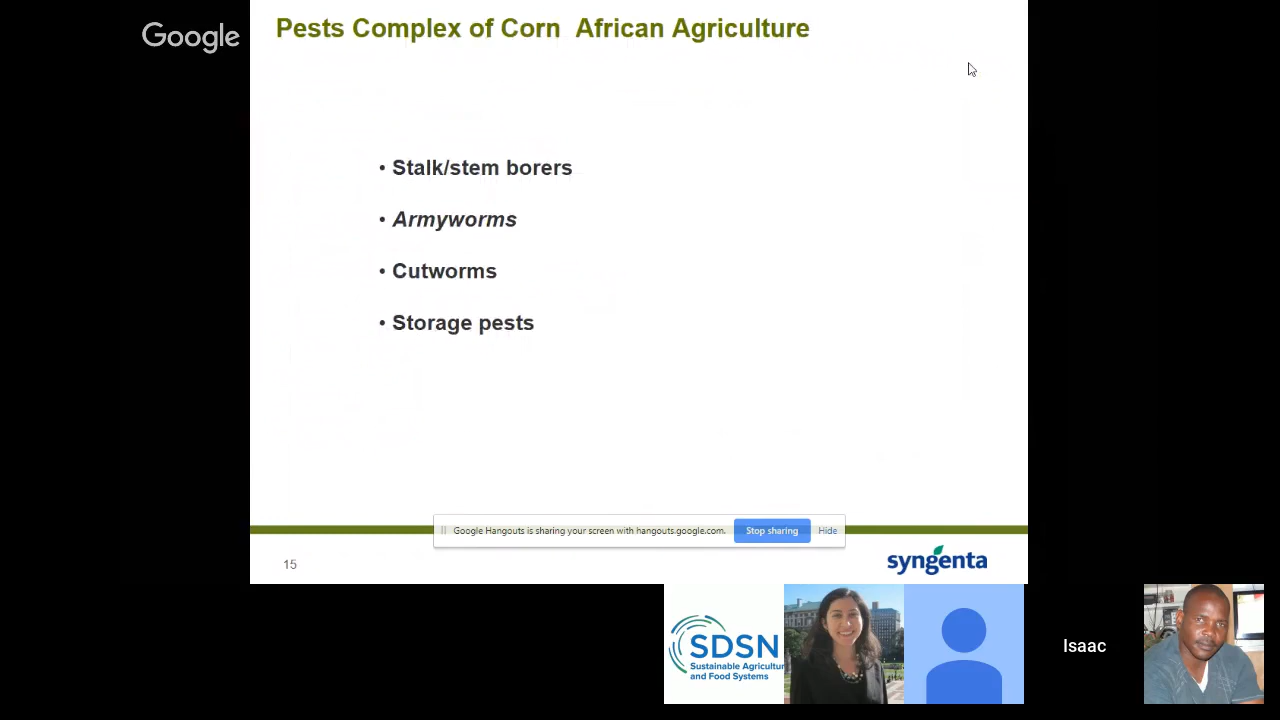 Google
Pests Complex of Corn  African Agriculture
• Stalk/stem borers
• Armyworms
• Cutworms
• Storage pests
Google Hangouts is sharing your screen with hangouts.google.com.
Stop sharing
Hide
15
syngenta
SDSN
Sustainable Agricultur
and Food Systems
Isaac